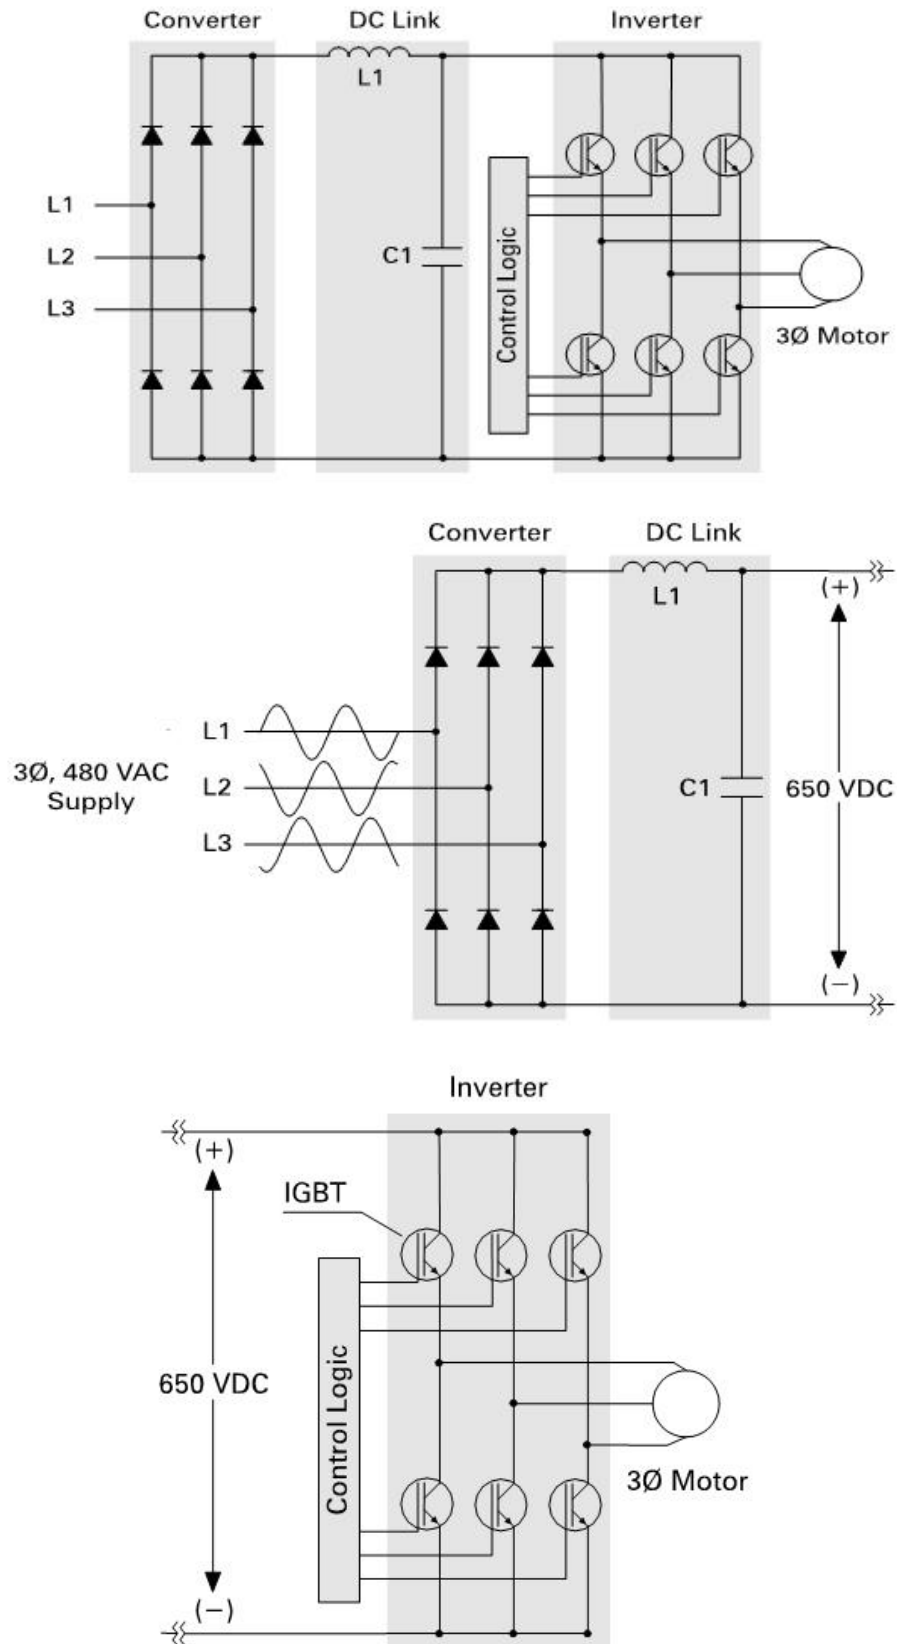 Converter DC Link Inverter
L1
L1
L2
L3
C1
Control Logic
3Ø Motor
Converter DC Link
L1
(+)
L1
3Ø, 480 VAC
Supply
L2
L3
C1
650 VDC
(−)
Inverter
(+)
IGBT
650 VDC
Control Logic
3Ø Motor
(−)